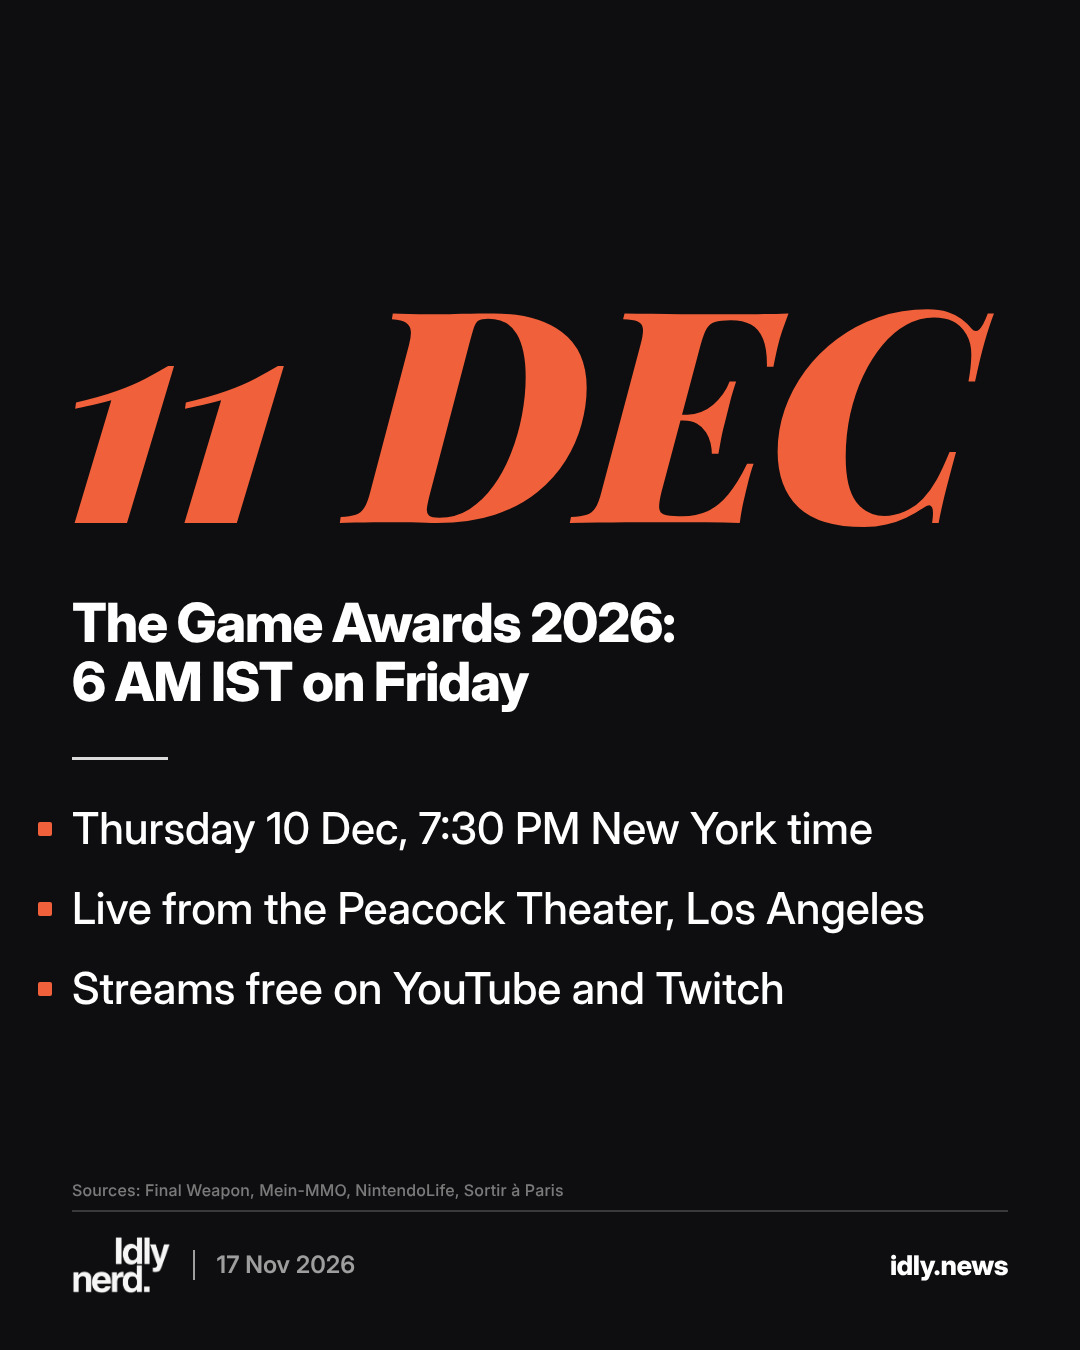 11 DEC
The Game Awards 2026:
6 AM IST on Friday
Thursday 10 Dec, 7:30 PM New York time
Live from the Peacock Theater, Los Angeles
Streams free on YouTube and Twitch
Sources: Final Weapon, Mein-MMO, NintendoLife, Sortir à Paris
Idly
nerd.
17 Nov 2026
idly.news